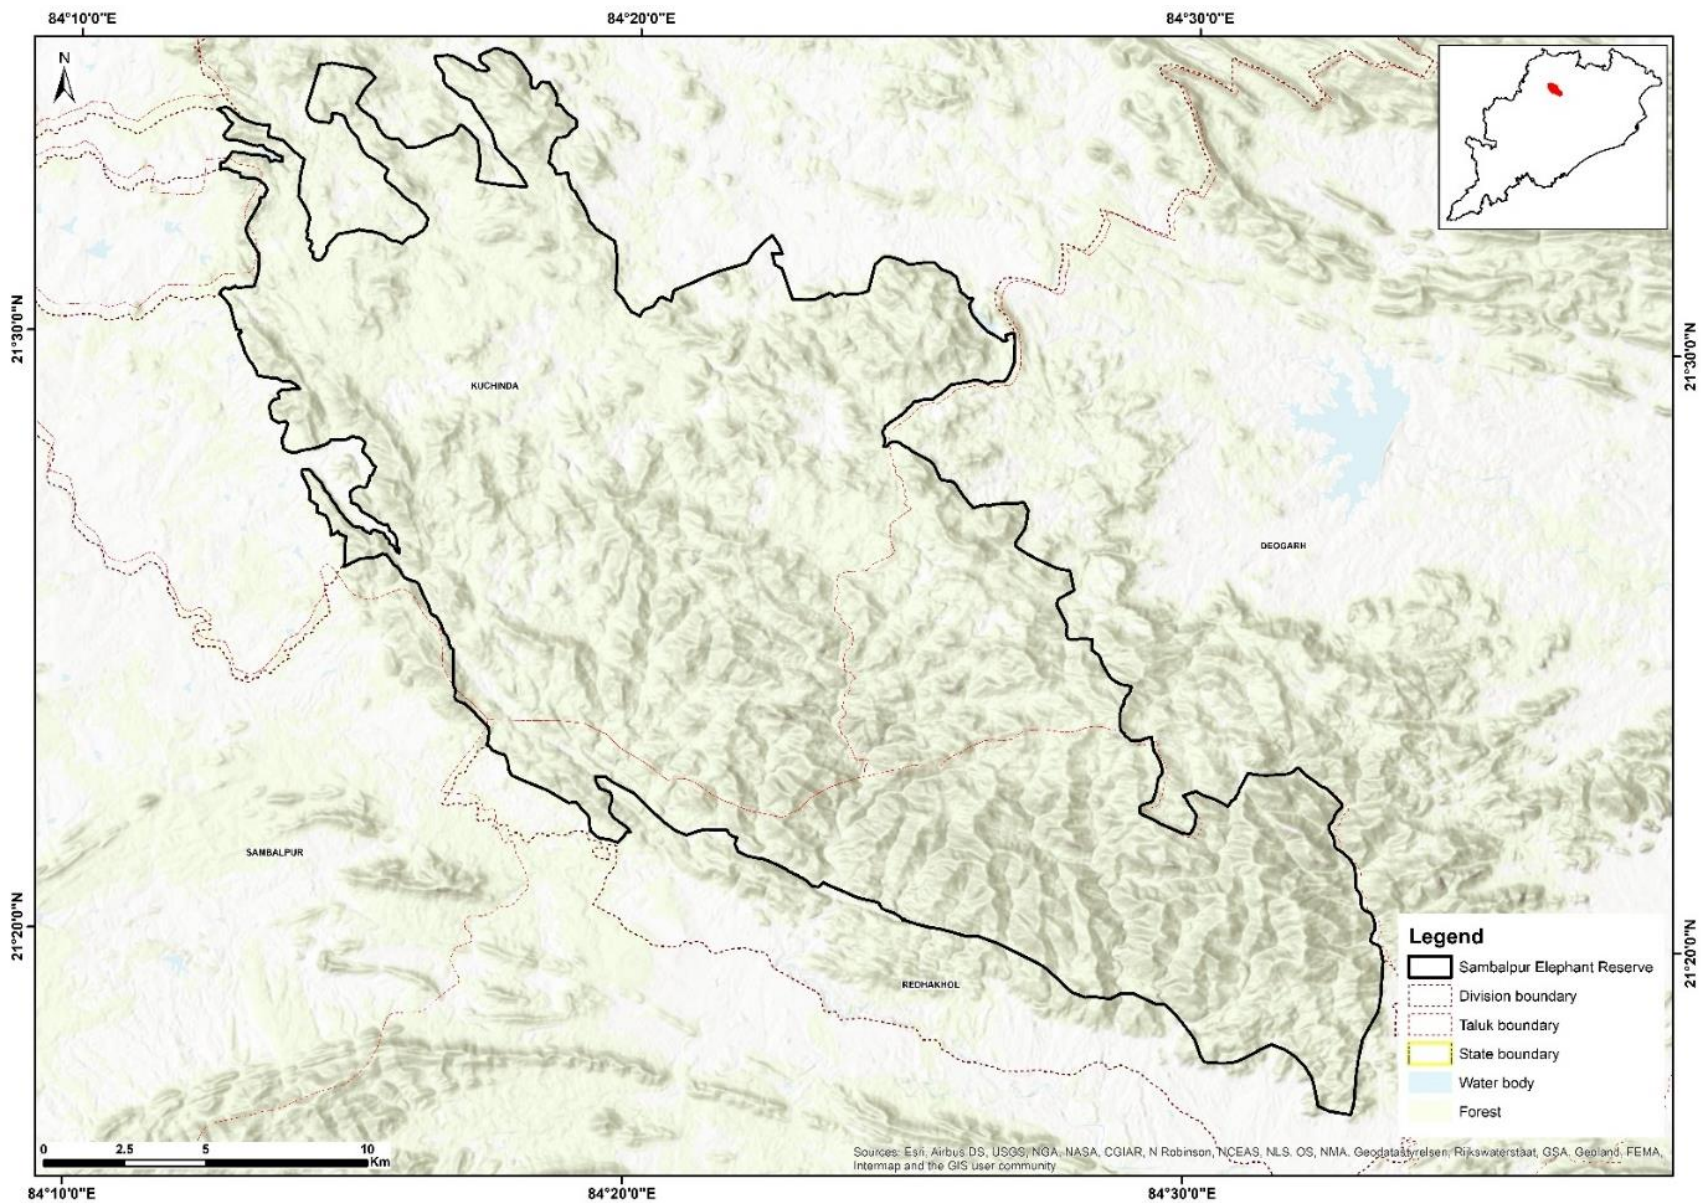 84°10'0"E 84°20'0"E 84°30'0"E
N
21°30'0"N
21°30'0"N
KUCHINDA
DEOGARH
SAMBALPUR
REDHAKHOL
21°20'0"N
21°20'0"N
Legend
Sambalpur Elephant Reserve
Division boundary
Taluk boundary
State boundary
Water body
Forest
0 2.5 5 10
Km
Sources: Esri, Airbus DS, USGS, NGA, NASA, CGIAR, N Robinson, NCEAS, NLS, OS, NMA, Geodatastyrelsen, Rijkswaterstaat, GSA, Geoland, FEMA,
Intermap and the GIS user community
84°10'0"E 84°20'0"E 84°30'0"E